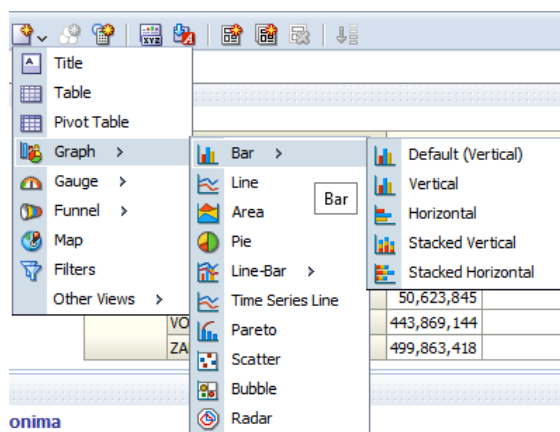 XYZ
Title
Table
Pivot Table
Graph >
Gauge >
Funnel >
Map
Filters
Other Views >
Bar >
Line
Area
Pie
Line-Bar >
Time Series Line
Pareto
Scatter
Bubble
Radar
Bar
Default (Vertical)
Vertical
Horizontal
Stacked Vertical
Stacked Horizontal
50,623,845
VO
443,869,144
ZA
499,863,418
onima